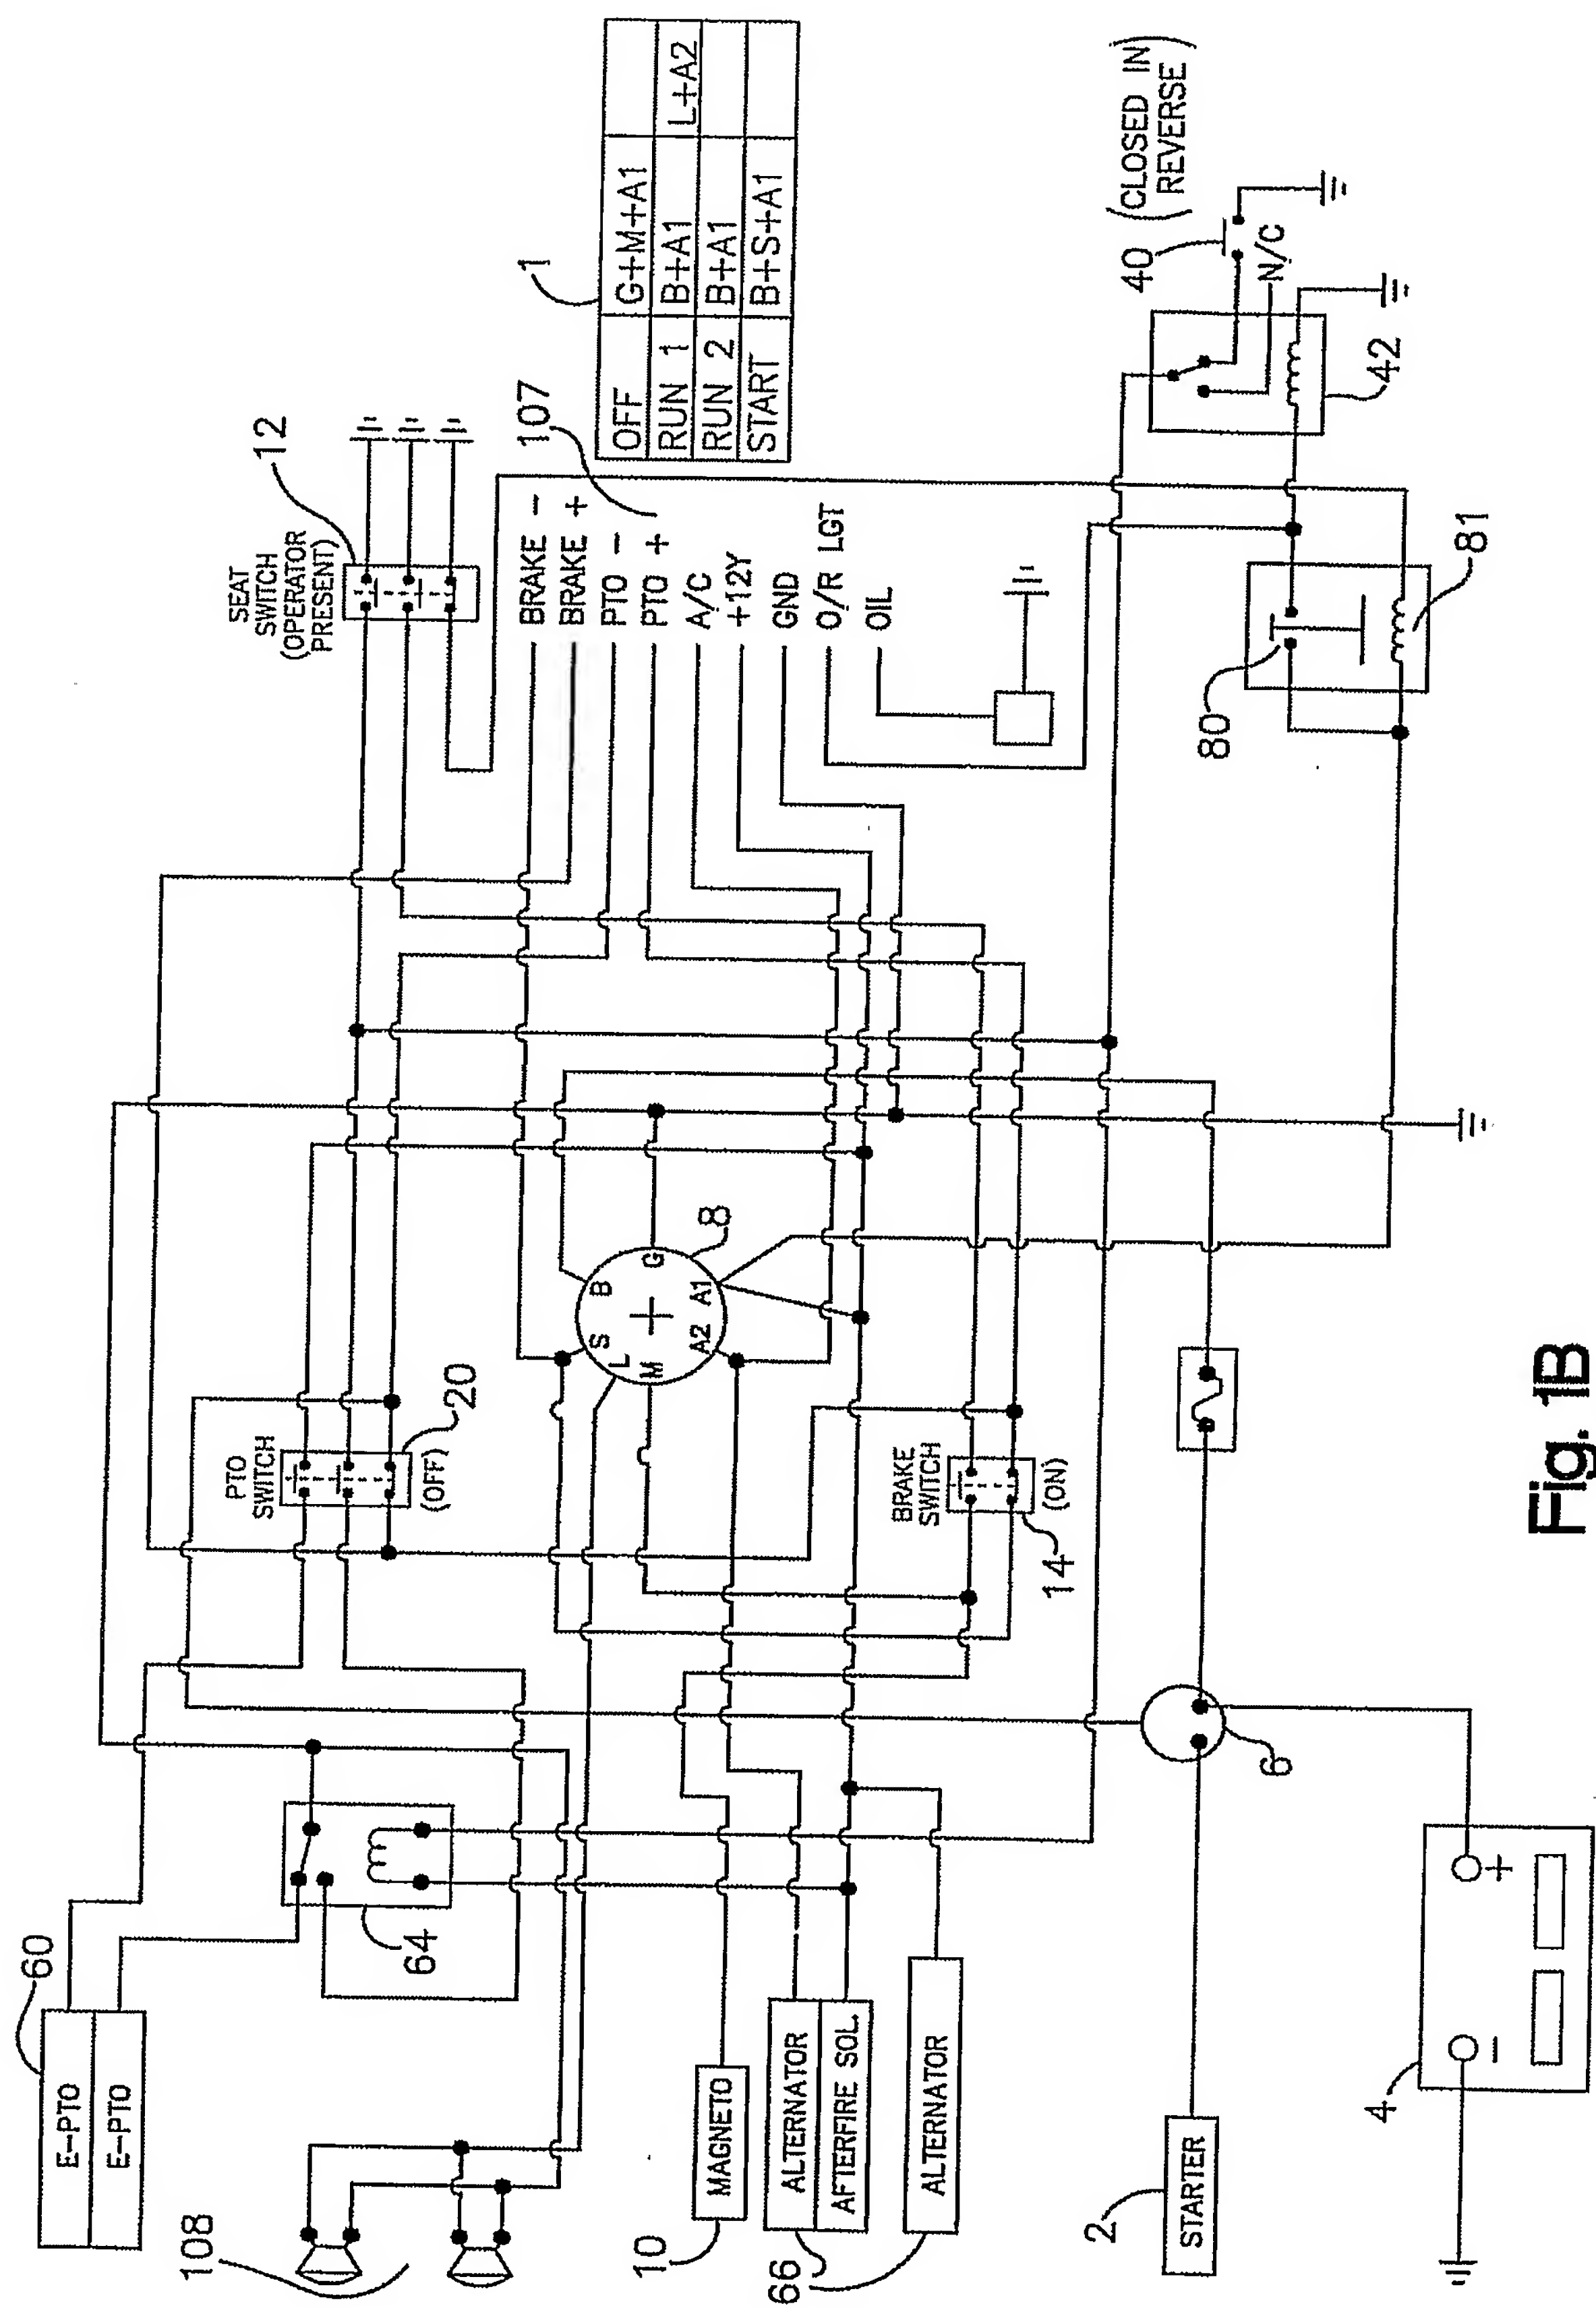 60
E-PTO
E-PTO
108
64
PTO
SWITCH
20
(OFF)
SEAT
SWITCH
(OPERATOR
PRESENT)
12
107
BRAKE -
BRAKE +
PTO -
PTO +
A/C
+12Y
GND
O/R LGT
OIL
1
OFF G+M+A1
RUN 1 B+A1 L+A2
RUN 2 B+A1
START B+S+A1
8
B
G
S
L
M
A2
A1
10
MAGNETO
66
ALTERNATOR
AFTERFIRE SOL.
ALTERNATOR
BRAKE
SWITCH
14
(ON)
40
(CLOSED IN
REVERSE)
N/C
42
80
81
2
STARTER
6
4
-
+
Fig. 1B